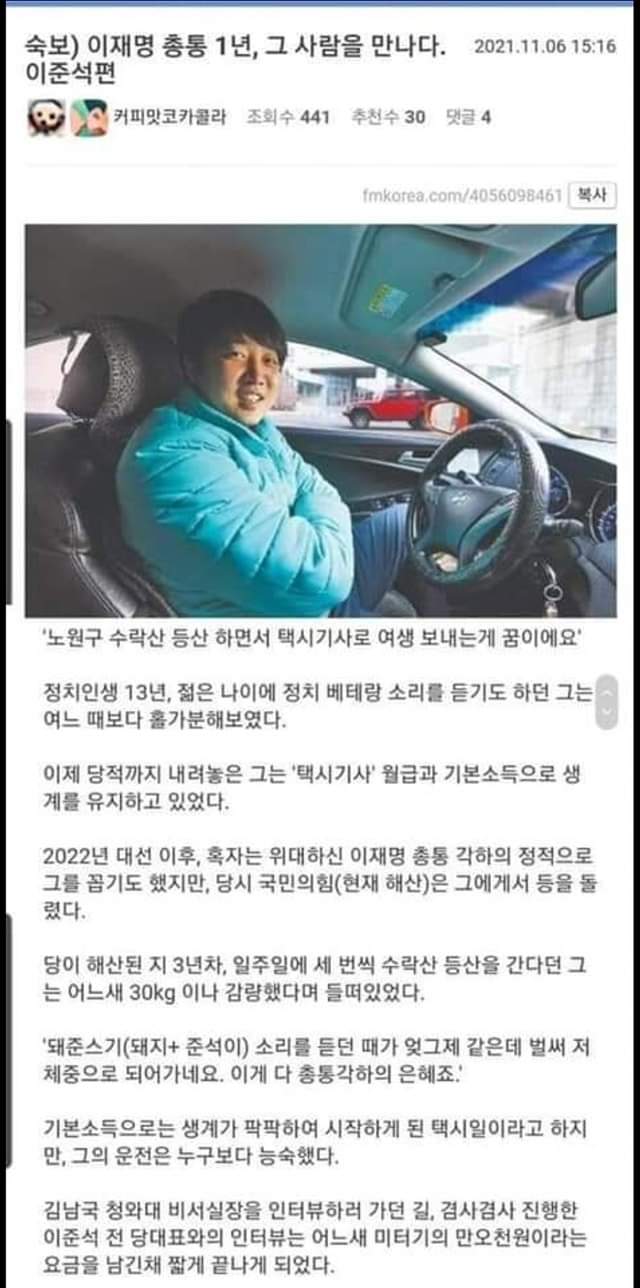 숙보) 이재명 총통 1년, 그 사람을 만나다.
이준석편
2021.11.06 15:16
커피맛코카콜라 조회수 441 추천수 30 댓글 4
fmkorea.com/4056098461 복사
'노원구 수락산 등산 하면서 택시기사로 여생 보내는게 꿈이에요'
정치인생 13년, 젊은 나이에 정치 베테랑 소리를 듣기도 하던 그는
여느 때보다 홀가분해보였다.
이제 당적까지 내려놓은 그는 '택시기사' 월급과 기본소득으로 생
계를 유지하고 있었다.
2022년 대선 이후, 혹자는 위대하신 이재명 총통 각하의 정적으로
그를 꼽기도 했지만, 당시 국민의힘(현재 해산)은 그에게서 등을 돌
렸다.
당이 해산된 지 3년차, 일주일에 세 번씩 수락산 등산을 간다던 그
는 어느새 30kg 이나 감량했다며 들떠있었다.
'돼준스기(돼지+ 준석이) 소리를 듣던 때가 엊그제 같은데 벌써 저
체중으로 되어가네요. 이게 다 총통각하의 은혜죠.'
기본소득으로는 생계가 팍팍하여 시작하게 된 택시일이라고 하지
만, 그의 운전은 누구보다 능숙했다.
김남국 청와대 비서실장을 인터뷰하러 가던 길, 겸사겸사 진행한
이준석 전 당대표와의 인터뷰는 어느새 미터기의 만오천원이라는
요금을 남긴채 짧게 끝나게 되었다.